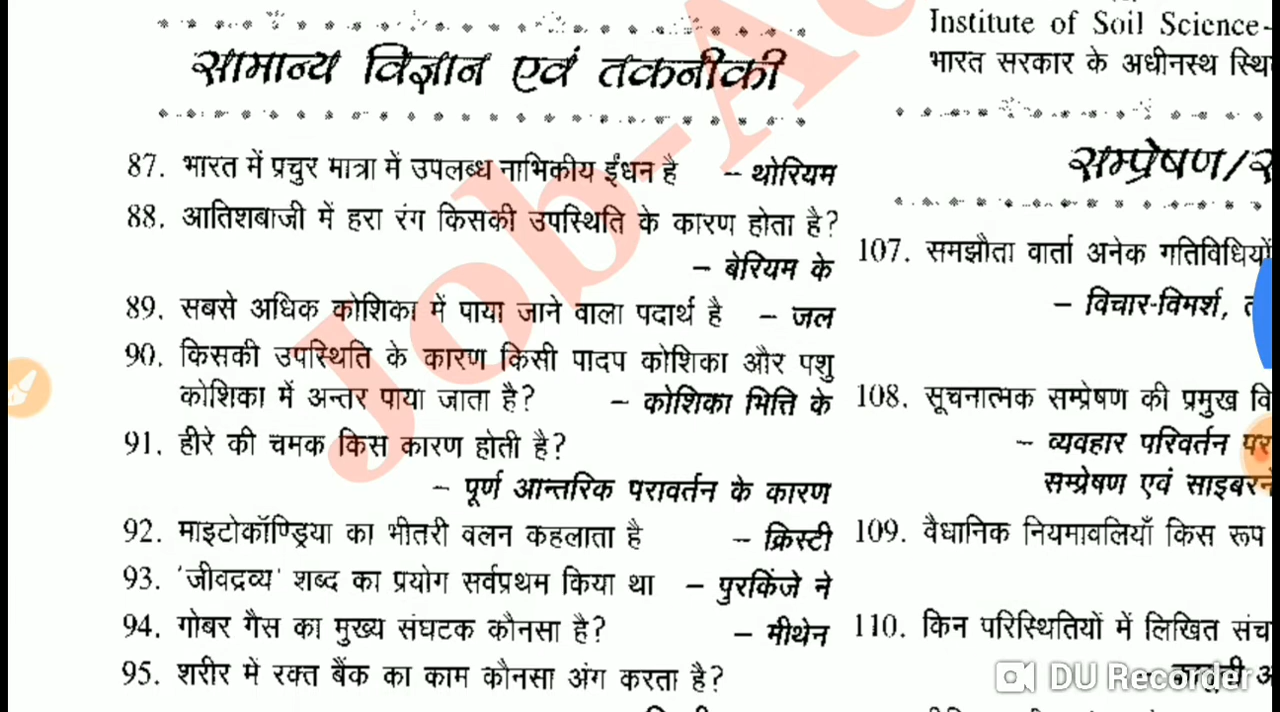 सामान्य विज्ञान एवं तकनीकी
87. भारत में प्रचुर मात्रा में उपलब्ध नाभिकीय ईंधन है – थोरियम
88. आतिशबाजी में हरा रंग किसकी उपस्थिति के कारण होता है?
– बेरियम के
89. सबसे अधिक कोशिका में पाया जाने वाला पदार्थ है – जल
90. किसकी उपस्थिति के कारण किसी पादप कोशिका और पशु
कोशिका में अन्तर पाया जाता है? – कोशिका भित्ति के
91. हीरे की चमक किस कारण होती है?
– पूर्ण आन्तरिक परावर्तन के कारण
92. माइटोकॉण्ड्रिया का भीतरी वलन कहलाता है – क्रिस्टी
93. 'जीवद्रव्य' शब्द का प्रयोग सर्वप्रथम किया था – पुरकिंजे ने
94. गोबर गैस का मुख्य संघटक कौनसा है? – मीथेन
95. शरीर में रक्त बैंक का काम कौनसा अंग करता है?
Institute of Soil Science-
भारत सरकार के अधीनस्थ
सम्प्रेषण/
107. समझौता वार्ता अनेक गतिविधियों
– विचार-विमर्श,
108. सूचनात्मक सम्प्रेषण की प्रमुख
– व्यवहार परिवर्तन
सम्प्रेषण एवं
109. वैधानिक नियमावलियाँ किस रूप
110. किन परिस्थितियों में लिखित
Job-A
DU Recorder